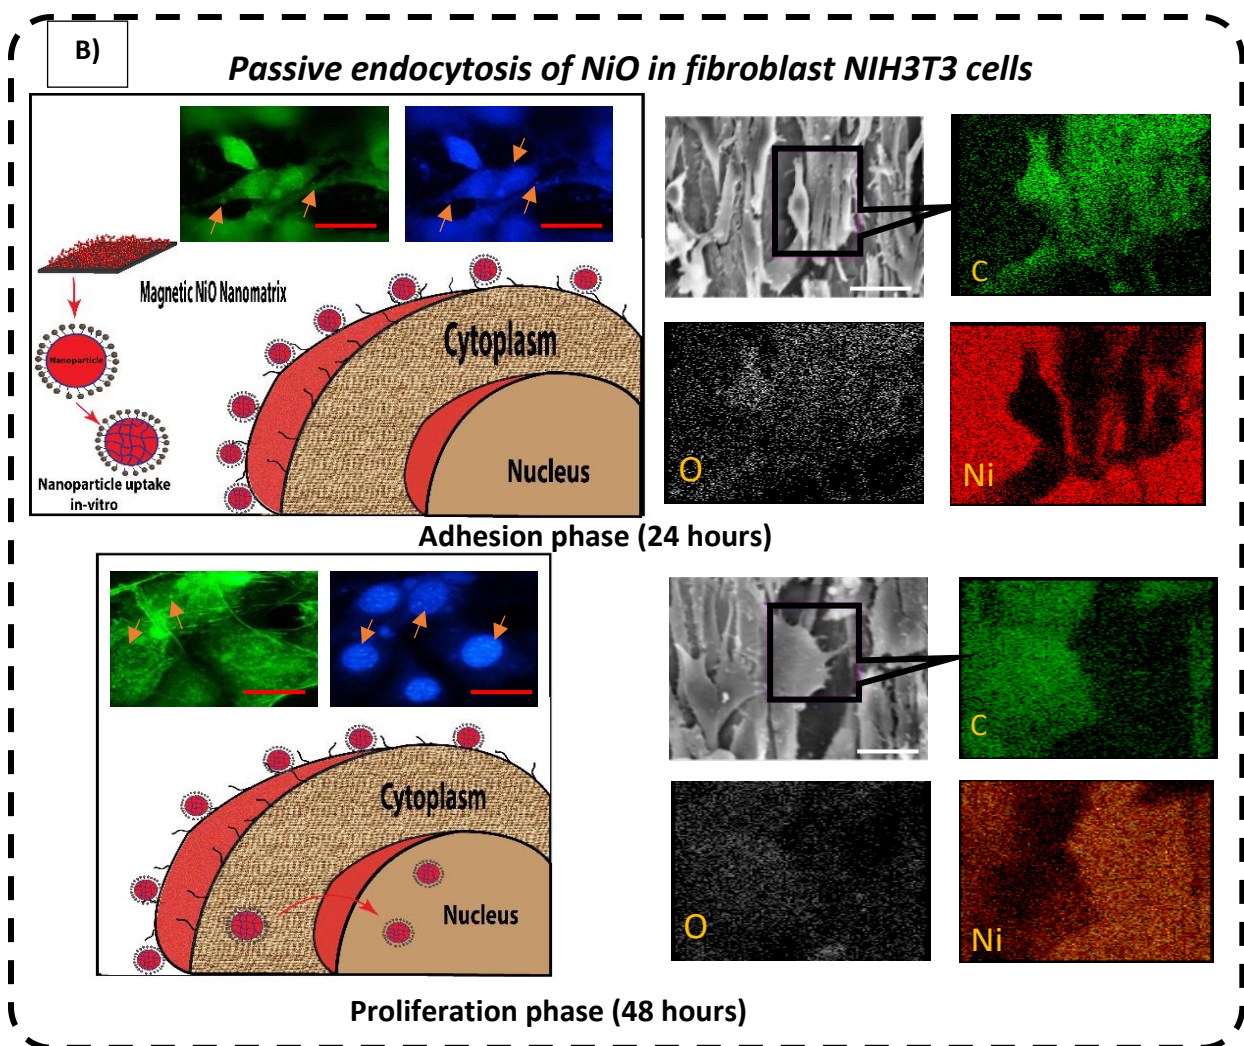 B)
Passive endocytosis of NiO in fibroblast NIH3T3 cells
Magnetic NiO Nanomatrix
Nanoparticle
Nanoparticle uptake
in-vitro
Cytoplasm
Nucleus
C
O
Ni
Adhesion phase (24 hours)
Cytoplasm
Nucleus
C
O
Ni
Proliferation phase (48 hours)